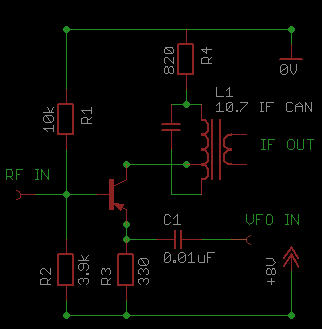 820
R4
0V
L1
10.7 IF CAN
10k
R1
IF OUT
RF IN
C1
VFO IN
0.01uF
R2
3.9k
R3
330
+8V